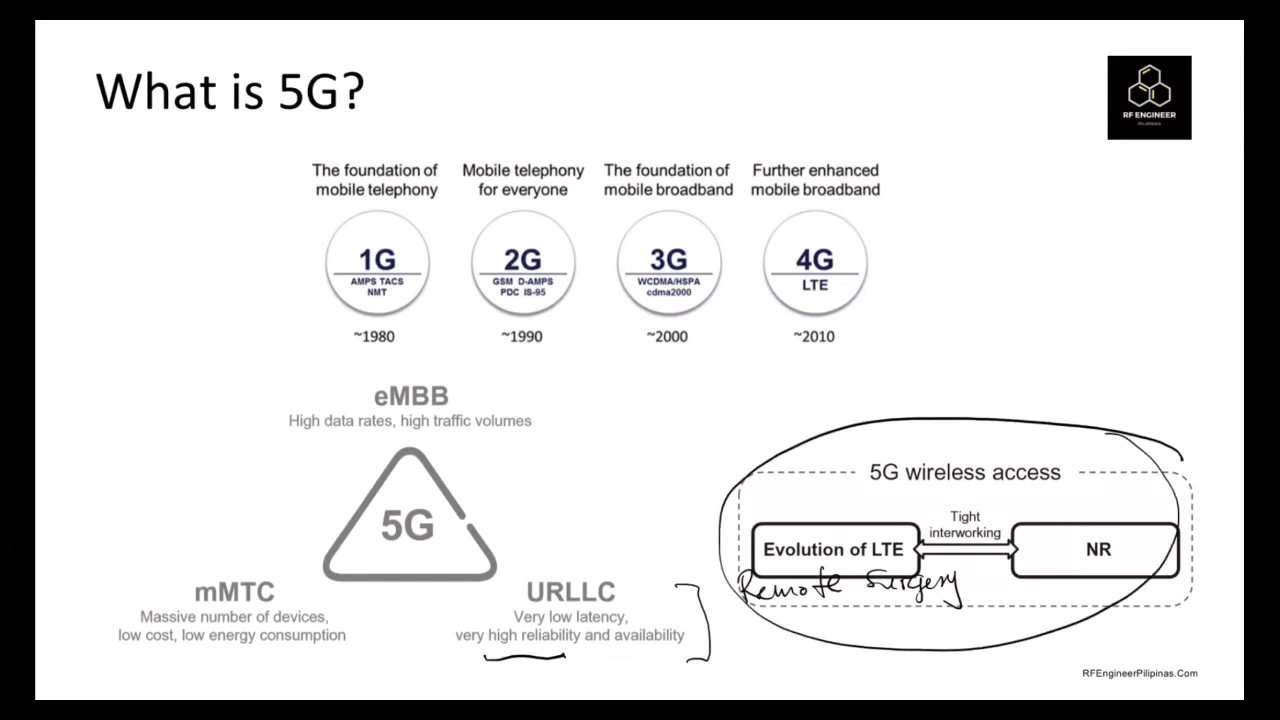 What is 5G?
RF ENGINEER
PILIPINAS
The foundation of
mobile telephony
Mobile telephony
for everyone
The foundation of
mobile broadband
Further enhanced
mobile broadband
1G
AMPS TACS
NMT
2G
GSM D-AMPS
PDC IS-95
3G
WCDMA/HSPA
cdma2000
4G
LTE
~1980
~1990
~2000
~2010
eMBB
High data rates, high traffic volumes
5G
mMTC
Massive number of devices,
low cost, low energy consumption
URLLC
Very low latency,
very high reliability and availability
5G wireless access
Evolution of LTE
Tight
interworking
NR
Remote Surgery
RFEngineerPilipinas.Com